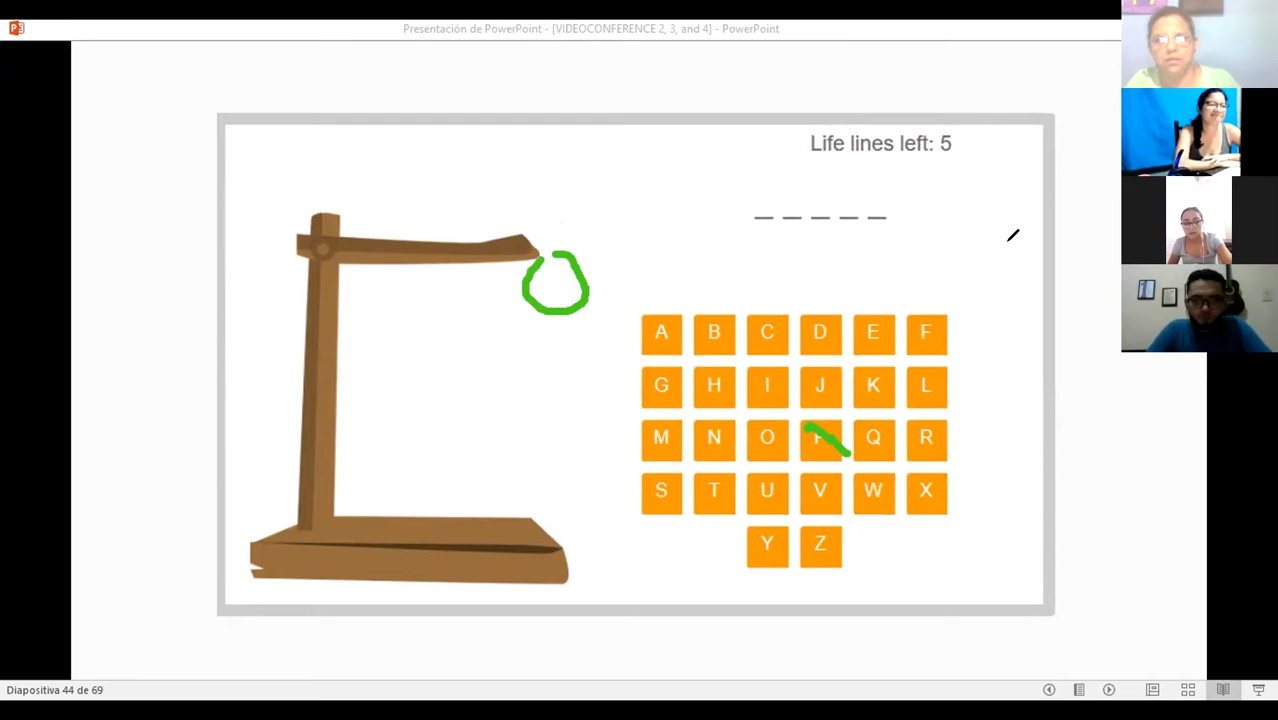 Presentación de PowerPoint - [VIDEOCONFERENCE 2, 3, and 4] - PowerPoint
Life lines left: 5
_ _ _ _ _
A B C D E F
G H I J K L
M N O P Q R
S T U V W X
Y Z
Diapositiva 44 de 69